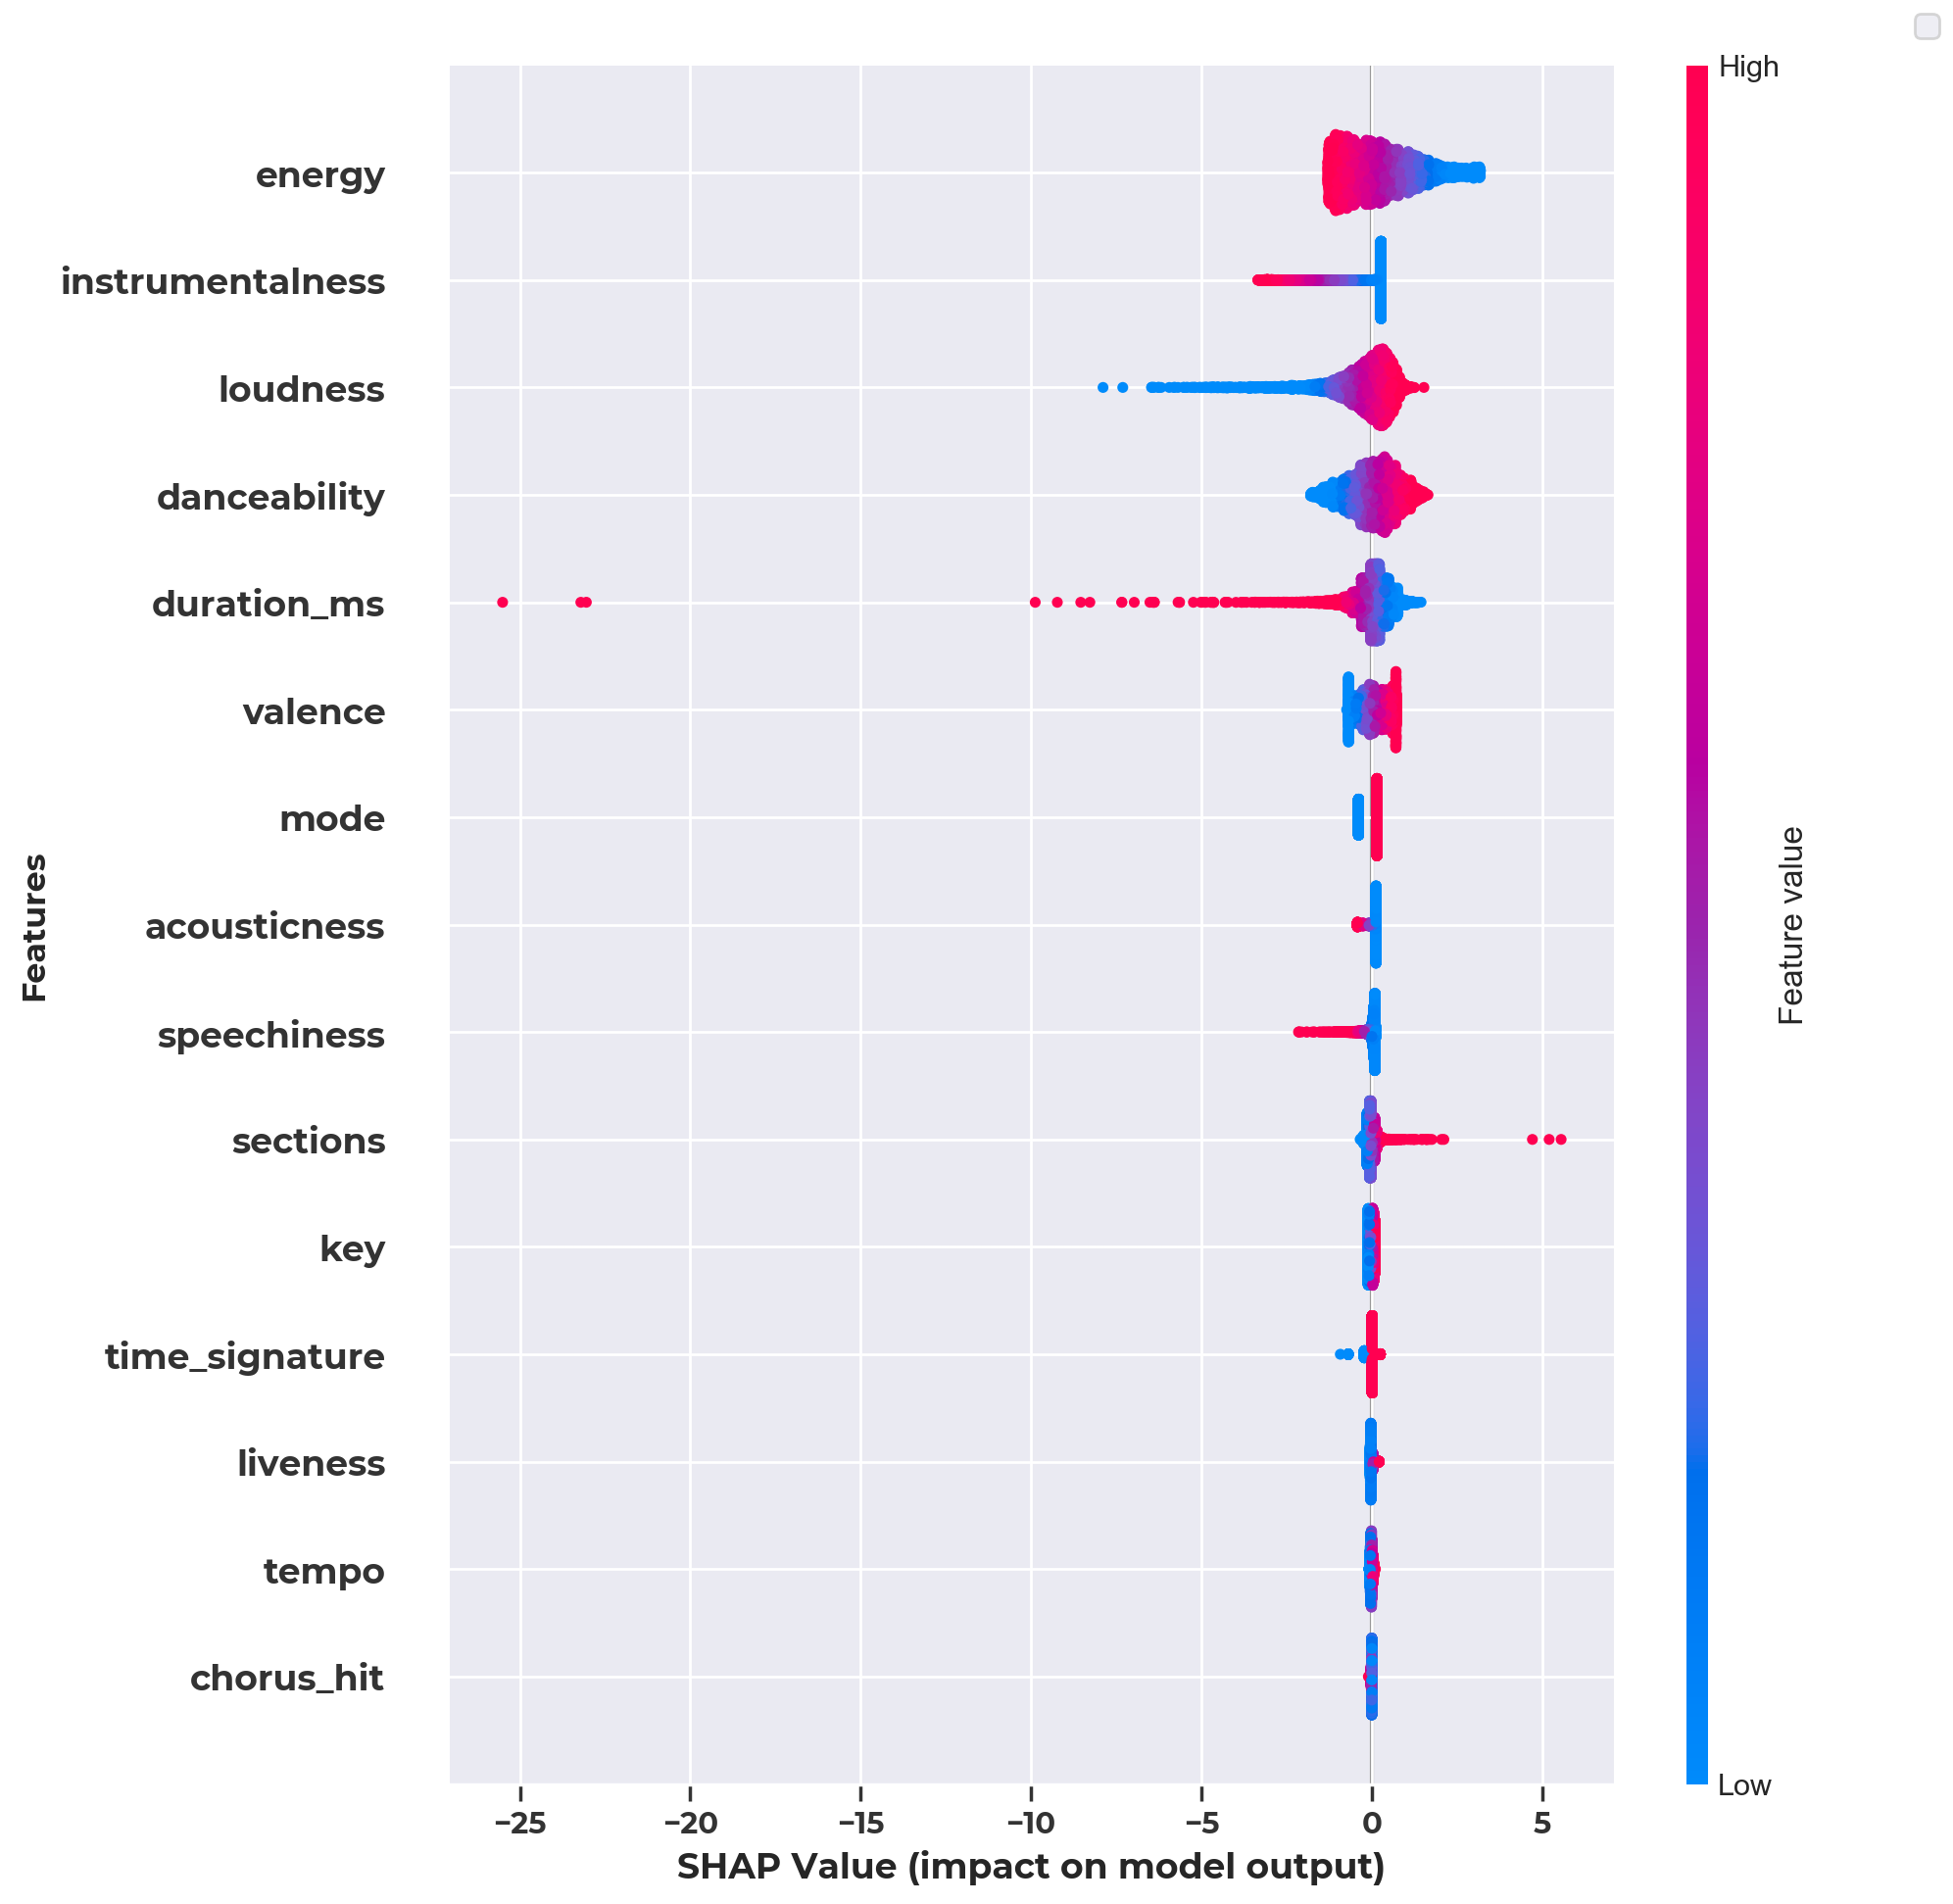 High
energy
instrumentalness
loudness
danceability
duration_ms
valence
mode
acousticness
speechiness
sections
key
time_signature
liveness
tempo
chorus_hit
Features
Feature value
Low
−25 −20 −15 −10 −5 0 5
SHAP Value (impact on model output)